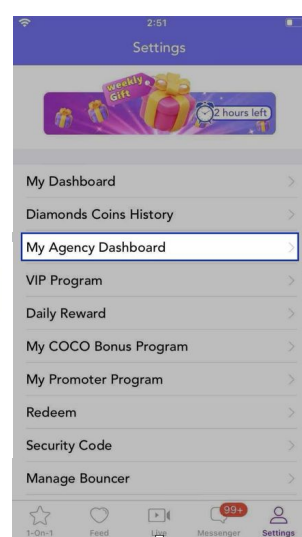 2:51
Settings
Weekly
Gift
2 hours left
My Dashboard
Diamonds Coins History
My Agency Dashboard
VIP Program
Daily Reward
My COCO Bonus Program
My Promoter Program
Redeem
Security Code
Manage Bouncer
99+
1-On-1 Feed Live Messenger Settings